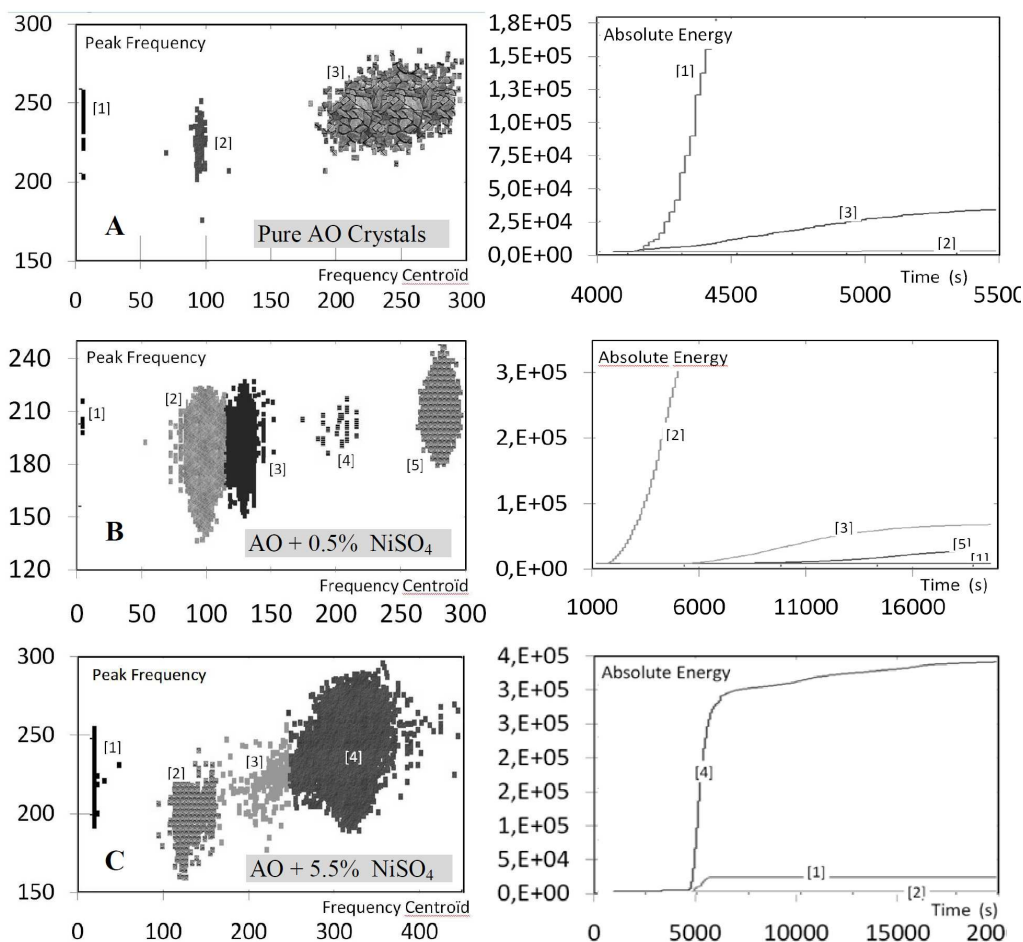 300
250
200
150
Peak Frequency
[1]
[2]
[3]
A
Pure AO Crystals
Frequency Centroïd
0 50 100 150 200 250 300
1,8E+05
1,5E+05
1,3E+05
1,0E+05
7,5E+04
5,0E+04
2,5E+04
0,0E+00
Absolute Energy
[1]
[3]
[2]
Time (s)
4000 4500 5000 5500
240
210
180
150
120
Peak Frequency
[1]
[2]
[3]
[4]
[5]
B
AO + 0.5% NiSO4
Frequency Centroïd
0 50 100 150 200 250 300
3,E+05
2,E+05
1,E+05
0,E+00
Absolute Energy
[2]
[3]
[5]
[1]
Time (s)
1000 6000 11000 16000
300
250
200
150
Peak Frequency
[1]
[2]
[3]
[4]
C
AO + 5.5% NiSO4
Frequency Centroïd
0 100 200 300 400
4,E+05
3,E+05
3,E+05
2,E+05
2,E+05
1,E+05
5,E+04
0,E+00
Absolute Energy
[4]
[1]
[2]
Time (s)
0 5000 10000 15000 2000